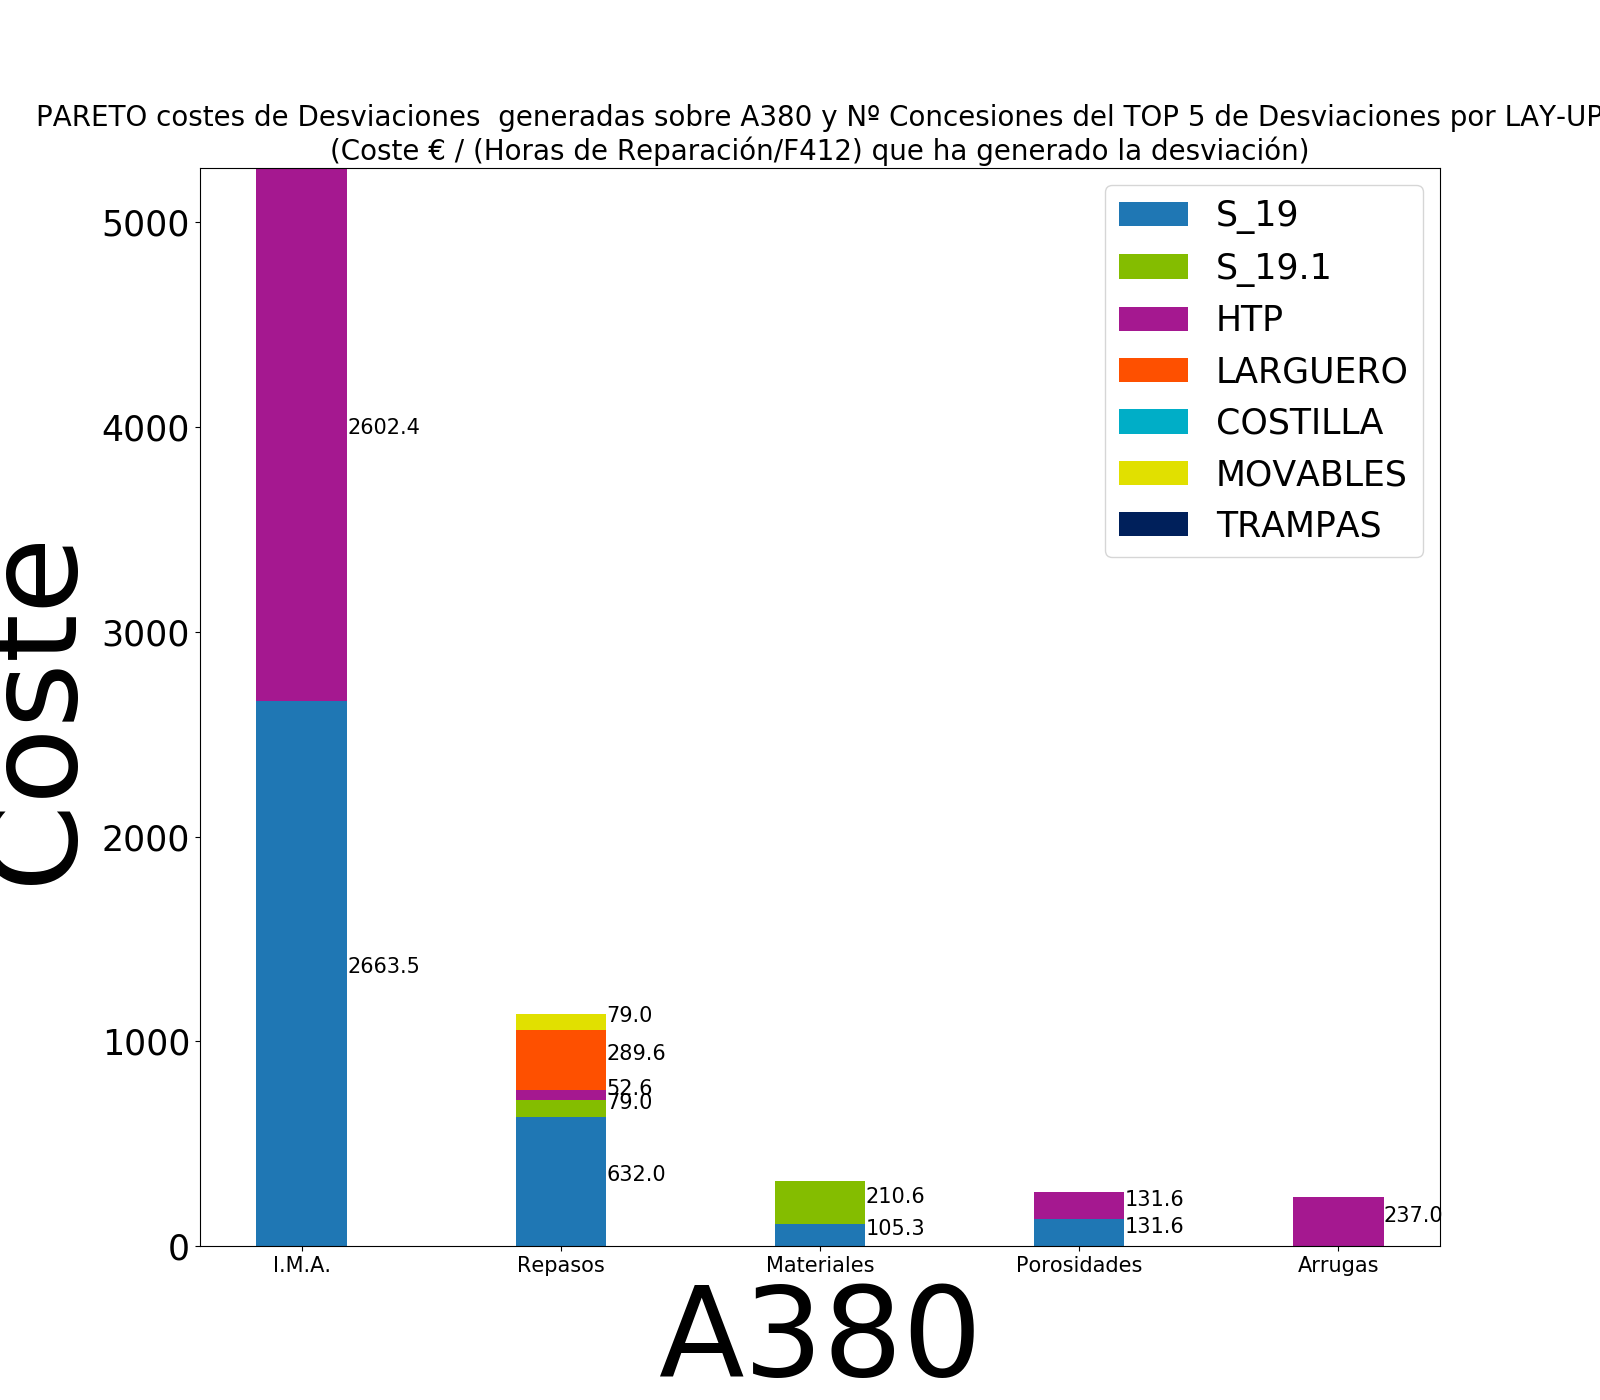 PARETO costes de Desviaciones  generadas sobre A380 y Nº Concesiones del TOP 5 de Desviaciones por LAY-UP
(Coste € / (Horas de Reparación/F412) que ha generado la desviación)
S_19
S_19.1
HTP
LARGUERO
COSTILLA
MOVABLES
TRAMPAS
Coste
5000
4000
3000
2000
1000
0
2602.4
2663.5
79.0
289.6
52.6
79.0
632.0
210.6
105.3
131.6
131.6
237.0
I.M.A.
Repasos
Materiales
Porosidades
Arrugas
A380